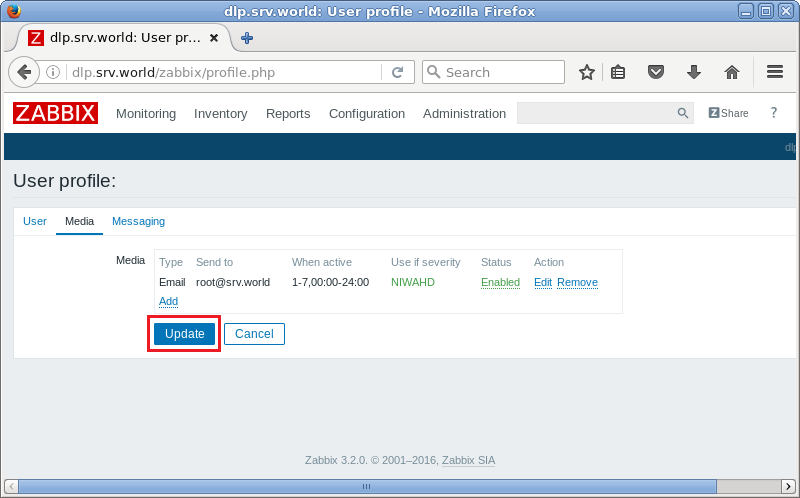 dlp.srv.world: User profile - Mozilla Firefox
Z dlp.srv.world: User pr...
dlp.srv.world/zabbix/profile.php Search
ZABBIX Monitoring Inventory Reports Configuration Administration Z Share ?
dlp
User profile:
User Media Messaging
Media Type Send to When active Use if severity Status Action
Email root@srv.world 1-7,00:00-24:00 NIWAHD Enabled Edit Remove
Add
Update Cancel
Zabbix 3.2.0. © 2001–2016, Zabbix SIA